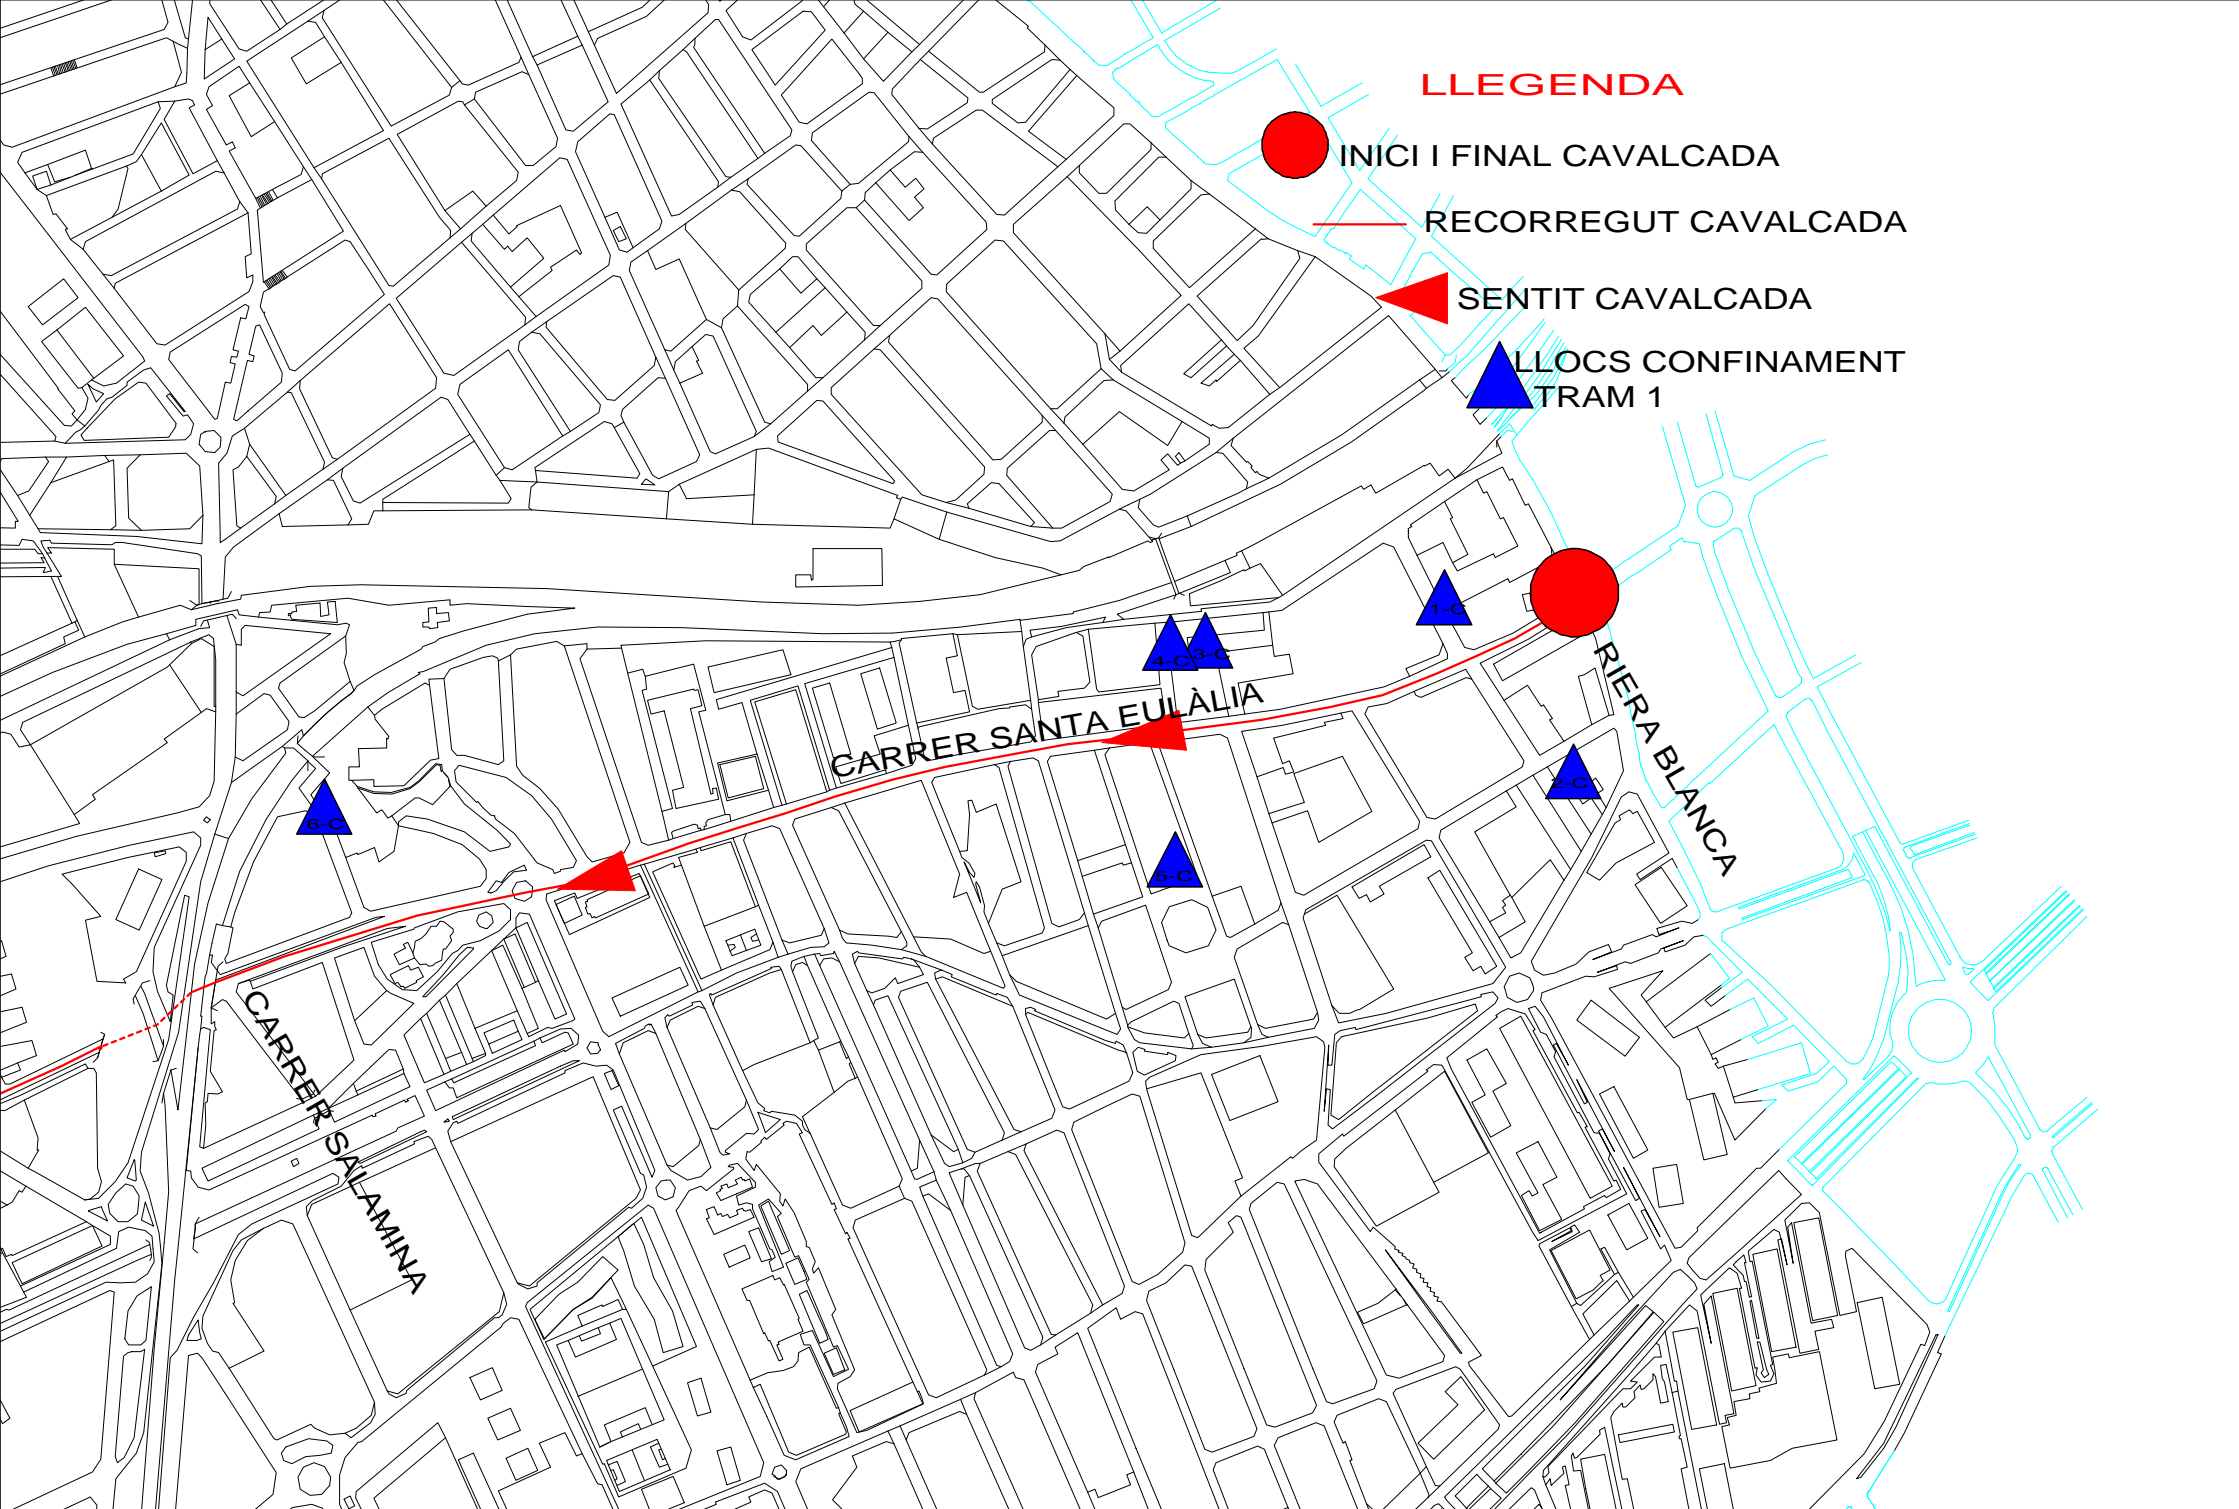 LLEGENDA
INICI I FINAL CAVALCADA
RECORREGUT CAVALCADA
SENTIT CAVALCADA
LLOCS CONFINAMENT
TRAM 1
1-C
4-C
3-C
RIERA BLANCA
CARRER SANTA EULÀLIA
2-C
6-C
5-C
CARRER SALAMINA